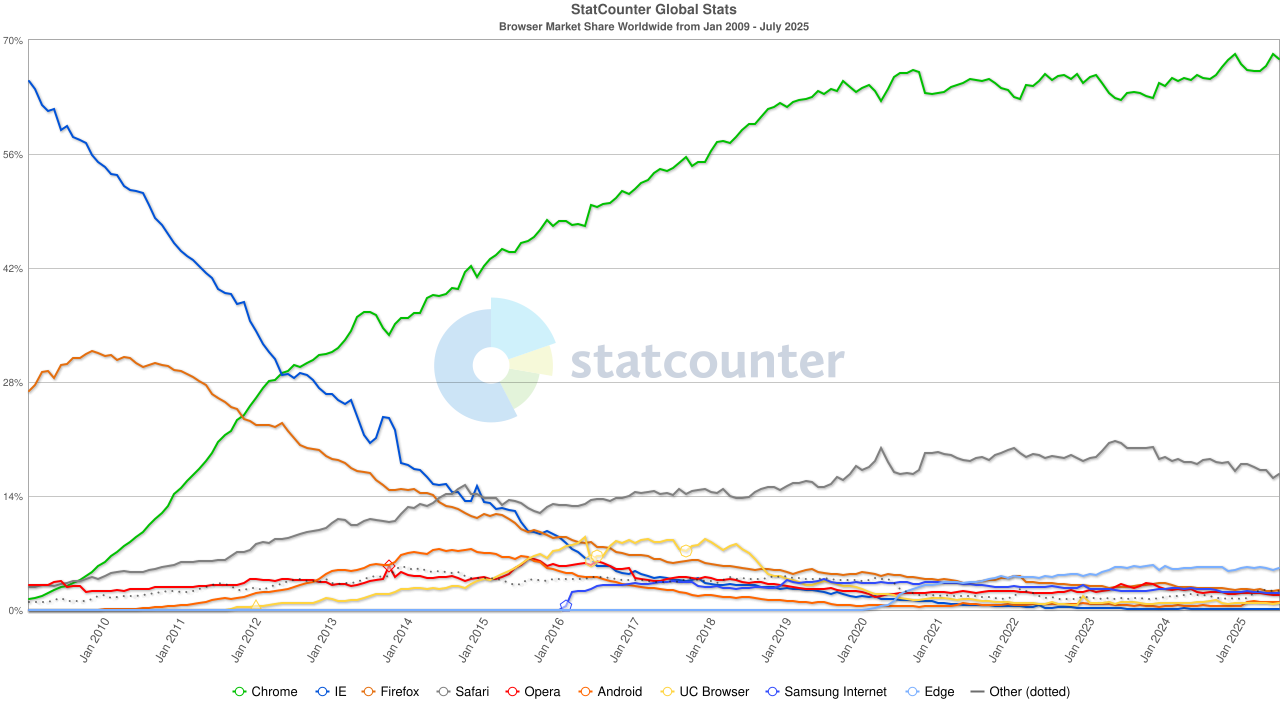 StatCounter Global Stats
Browser Market Share Worldwide from Jan 2009 - July 2025
70%
56%
42%
28%
14%
0%
statcounter
Jan 2010
Jan 2011
Jan 2012
Jan 2013
Jan 2014
Jan 2015
Jan 2016
Jan 2017
Jan 2018
Jan 2019
Jan 2020
Jan 2021
Jan 2022
Jan 2023
Jan 2024
Jan 2025
Chrome IE Firefox Safari Opera Android UC Browser Samsung Internet Edge Other (dotted)